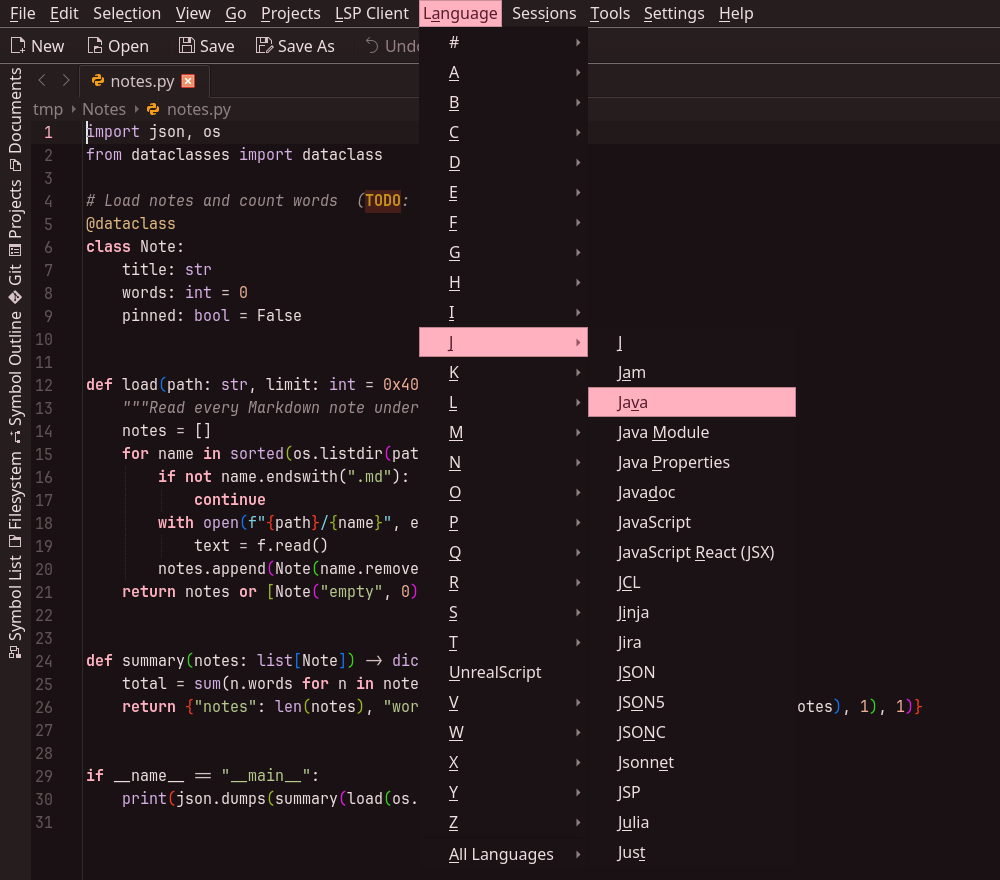 File Edit Selection View Go Projects LSP Client Language Sessions Tools Settings Help
New Open Save Save As Undo
notes.py
tmp Notes notes.py
Documents
Projects
Git
Symbol Outline
Filesystem
Symbol List
1 import json, os
2 from dataclasses import dataclass
3
4 # Load notes and count words (TODO:
5 @dataclass
6 class Note:
7 title: str
8 words: int = 0
9 pinned: bool = False
10
11
12 def load(path: str, limit: int = 0x40
13 """Read every Markdown note under
14 notes = []
15 for name in sorted(os.listdir(pat
16 if not name.endswith(".md"):
17 continue
18 with open(f"{path}/{name}", e
19 text = f.read()
20 notes.append(Note(name.remove
21 return notes or [Note("empty", 0)
22
23
24 def summary(notes: list[Note]) -> dic
25 total = sum(n.words for n in note
26 return {"notes": len(notes), "wor otes), 1), 1)}
27
28
29 if __name__ == "__main__":
30 print(json.dumps(summary(load(os.
31
#
A
B
C
D
E
F
G
H
I
J
K
L
M
N
O
P
Q
R
S
T
UnrealScript
V
W
X
Y
Z
All Languages
J
Jam
Java
Java Module
Java Properties
Javadoc
JavaScript
JavaScript React (JSX)
JCL
Jinja
Jira
JSON
JSON5
JSONC
Jsonnet
JSP
Julia
Just